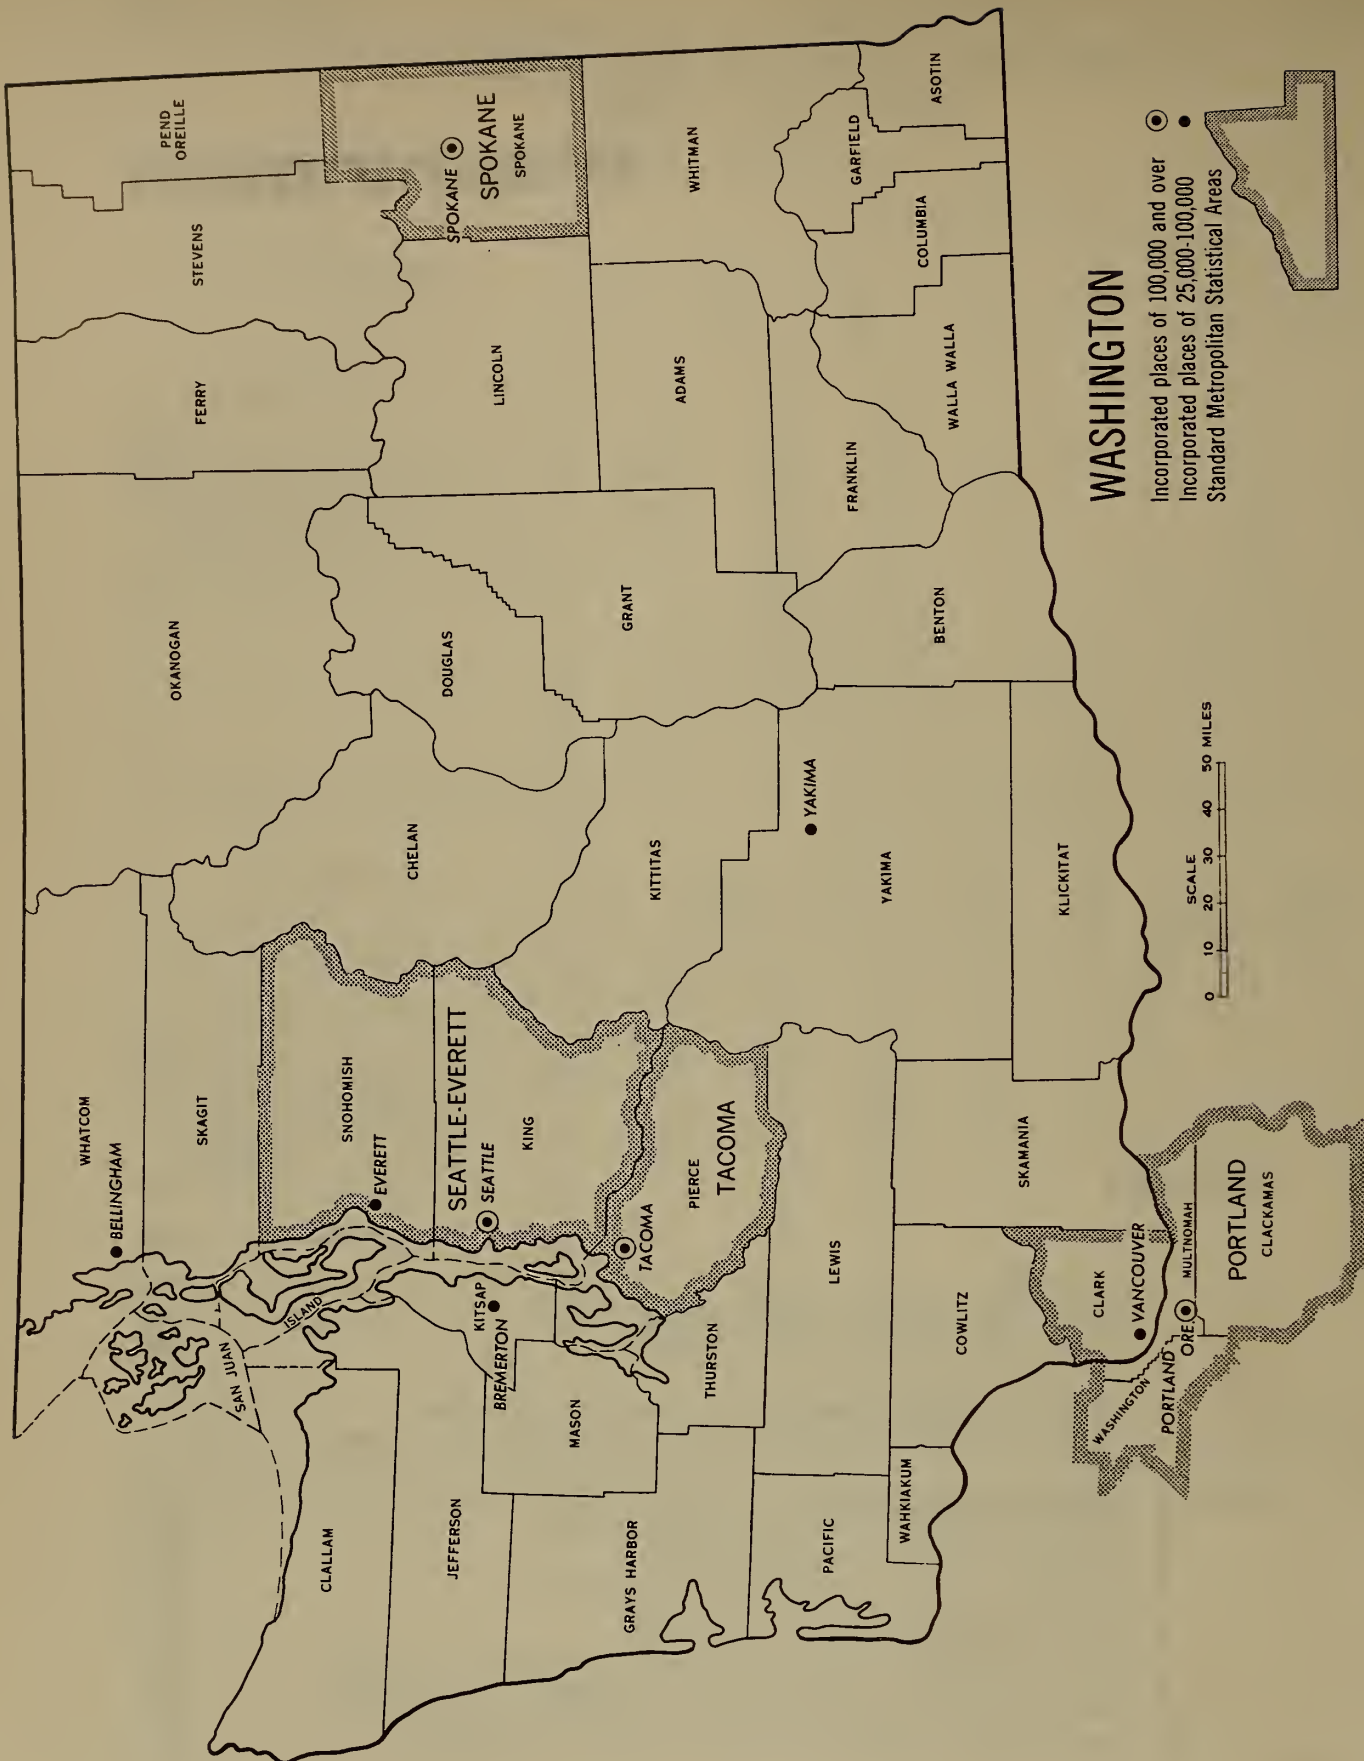 WHATCOM
BELLINGHAM
SKAGIT
SAN JUAN
ISLAND
SNOHOMISH
EVERETT
SEATTLE-EVERETT
SEATTLE
KING
CLALLAM
JEFFERSON
KITSAP
BREMERTON
MASON
GRAYS HARBOR
TACOMA
PIERCE
TACOMA
THURSTON
LEWIS
PACIFIC
WAHKIAKUM
COWLITZ
CLARK
VANCOUVER
SKAMANIA
OKANOGAN
CHELAN
DOUGLAS
KITTITAS
GRANT
YAKIMA
YAKIMA
KLICKITAT
BENTON
FERRY
STEVENS
PEND
OREILLE
LINCOLN
SPOKANE
SPOKANE
SPOKANE
ADAMS
WHITMAN
FRANKLIN
WALLA WALLA
COLUMBIA
GARFIELD
ASOTIN
WASHINGTON
PORTLAND
ORE.
MULTNOMAH
PORTLAND
CLACKAMAS
SCALE
0 10 20 30 40 50 MILES
WASHINGTON
Incorporated places of 100,000 and over
Incorporated places of 25,000-100,000
Standard Metropolitan Statistical Areas